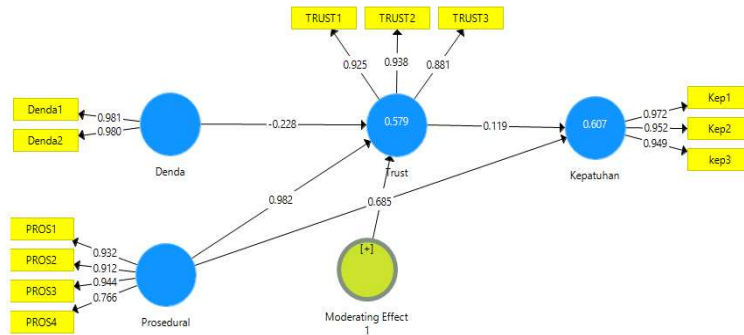 TRUST1
TRUST2
TRUST3
0.925
0.938
0.881
Denda1
Denda2
0.981
0.980
Denda
-0.228
0.579
Trust
0.119
0.607
Kepatuhan
0.972
0.952
0.949
Kep1
Kep2
kep3
0.982
0.685
PROS1
PROS2
PROS3
PROS4
0.932
0.912
0.944
0.766
Prosedural
[+]
Moderating Effect
1